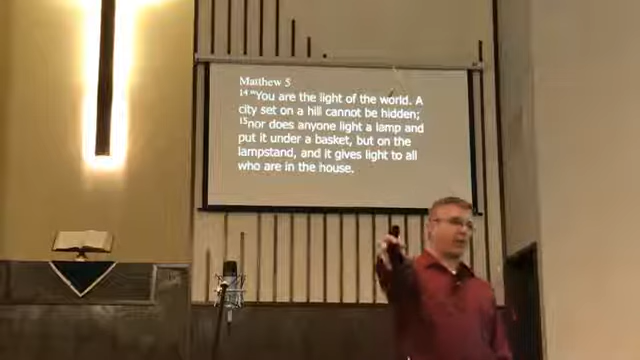 Matthew 5
14 "You are the light of the world. A
city set on a hill cannot be hidden;
15nor does anyone light a lamp and
put it under a basket, but on the
lampstand, and it gives light to all
who are in the house.